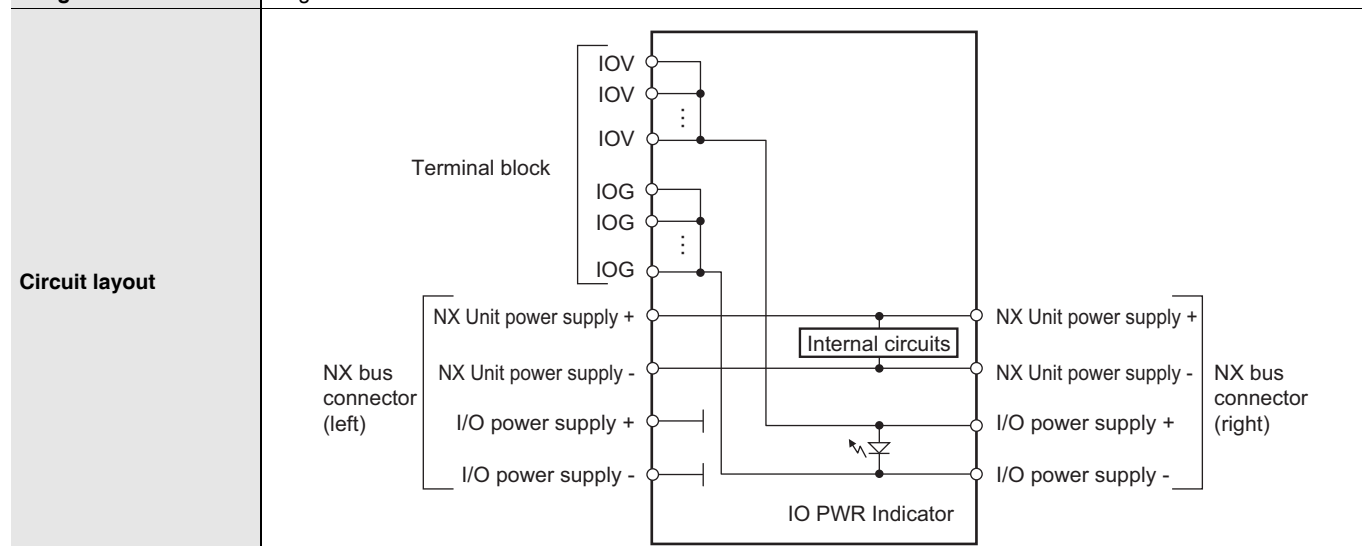 Circuit layout
Terminal block
IOV
IOV
⋮
IOV
IOG
IOG
⋮
IOG
NX bus
connector
(left)
NX Unit power supply +
NX Unit power supply -
I/O power supply +
I/O power supply -
Internal circuits
IO PWR Indicator
NX Unit power supply +
NX Unit power supply -
I/O power supply +
I/O power supply -
NX bus
connector
(right)